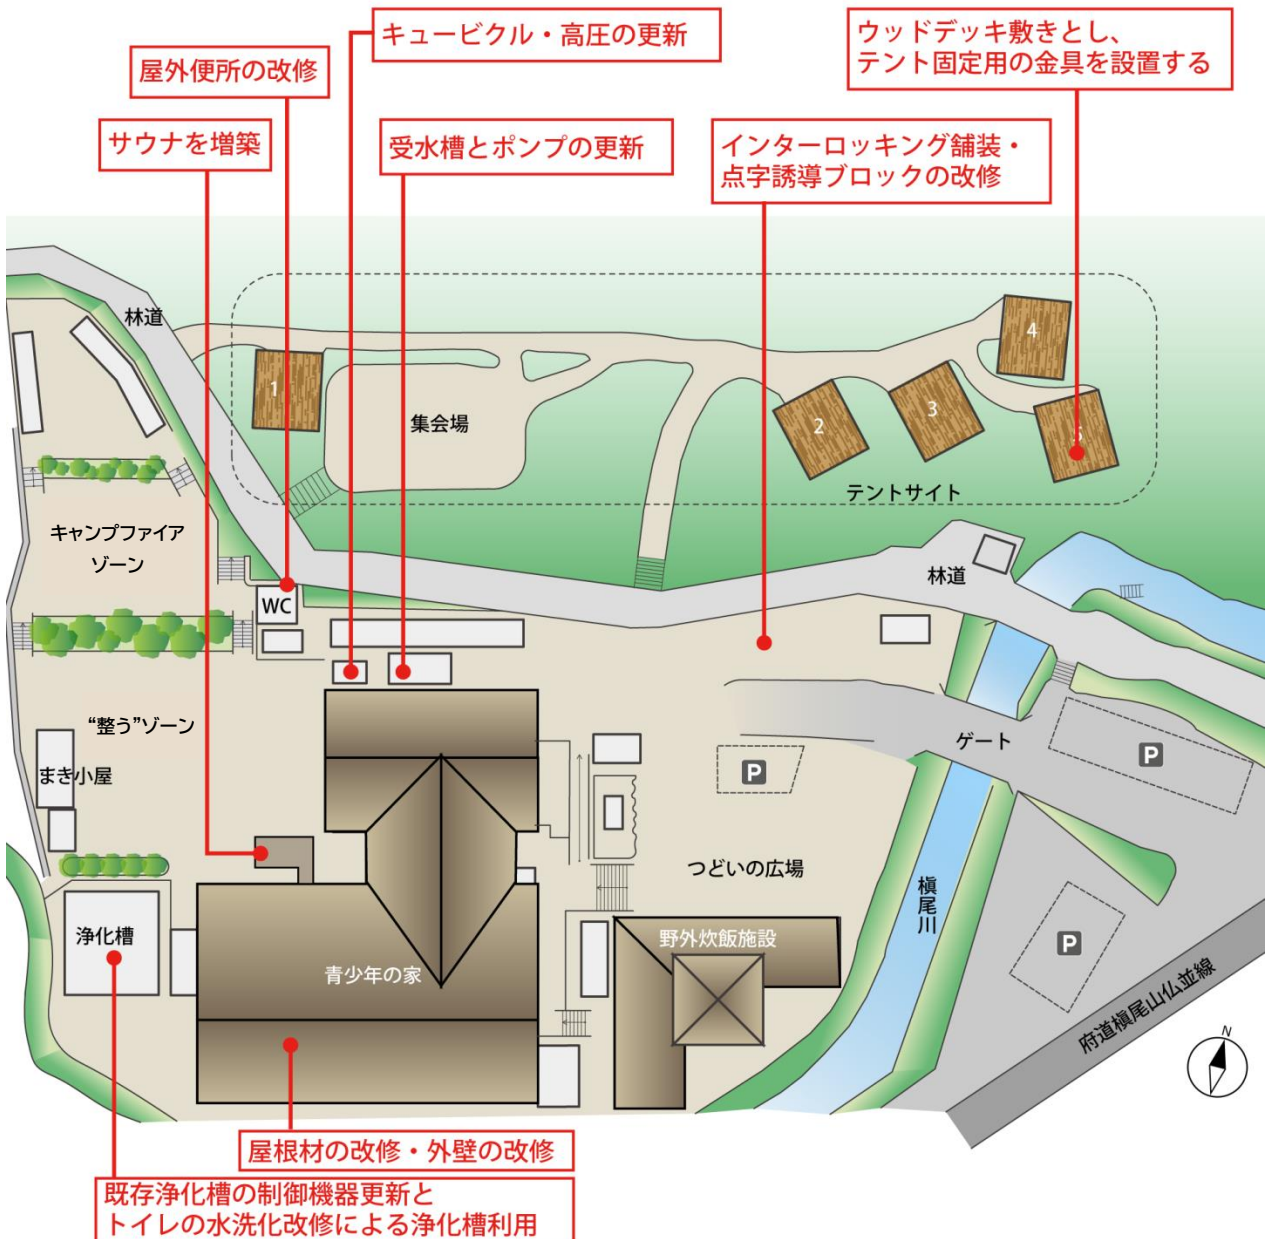 キュービクル・高圧の更新
ウッドデッキ敷きとし、
テント固定用の金具を設置する
屋外便所の改修
サウナを増築
受水槽とポンプの更新
インターロッキング舗装・
点字誘導ブロックの改修
林道
1
集会場
2
3
4
5
テントサイト
キャンプファイア
ゾーン
WC
林道
“整う”ゾーン
まき小屋
P
ゲート
P
つどいの広場
槇尾川
浄化槽
青少年の家
野外炊飯施設
P
府道槇尾山仏並線
N
屋根材の改修・外壁の改修
既存浄化槽の制御機器更新と
トイレの水洗化改修による浄化槽利用